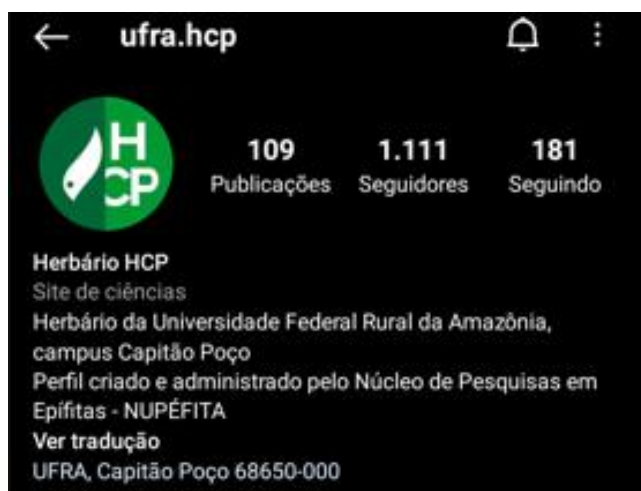 ufra.hcp
H
CP
109 1.111 181
Publicações Seguidores Seguindo
Herbário HCP
Site de ciências
Herbário da Universidade Federal Rural da Amazônia,
campus Capitão Poço
Perfil criado e administrado pelo Núcleo de Pesquisas em
Epífitas - NUPÉFITA
Ver tradução
UFRA, Capitão Poço 68650-000